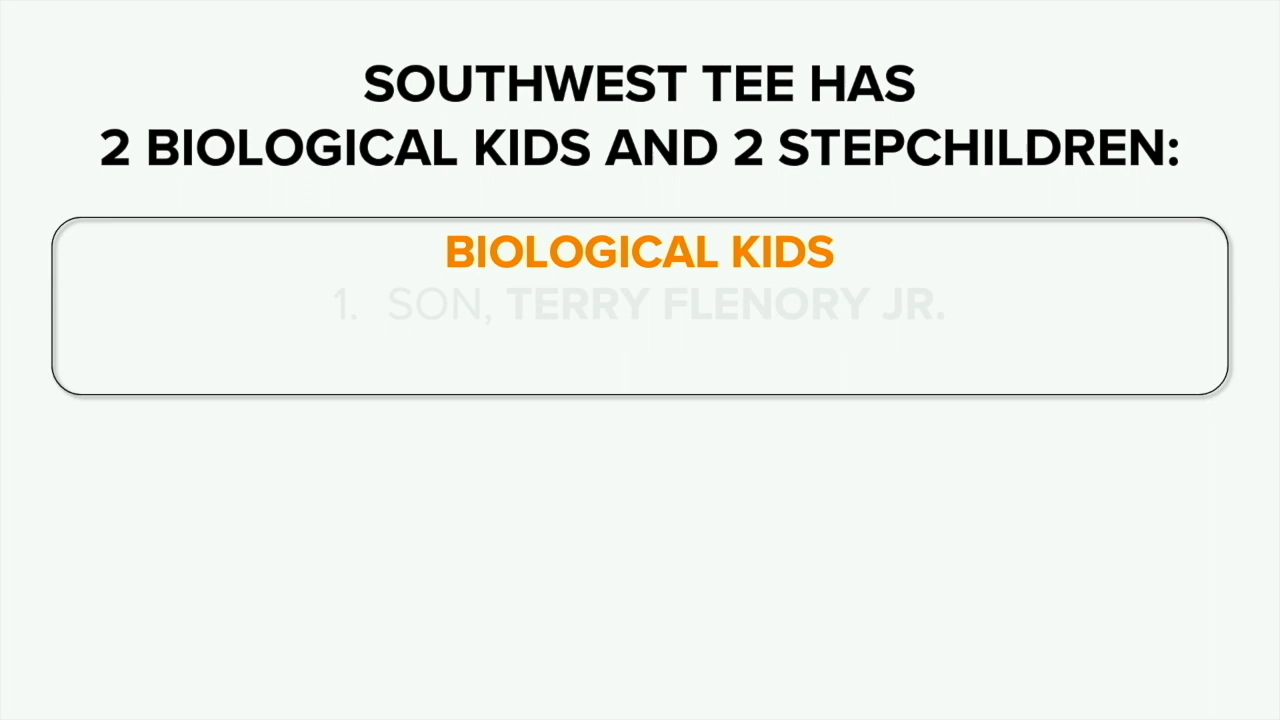 SOUTHWEST TEE HAS
2 BIOLOGICAL KIDS AND 2 STEPCHILDREN:
BIOLOGICAL KIDS
1. SON, TERRY FLENORY JR.